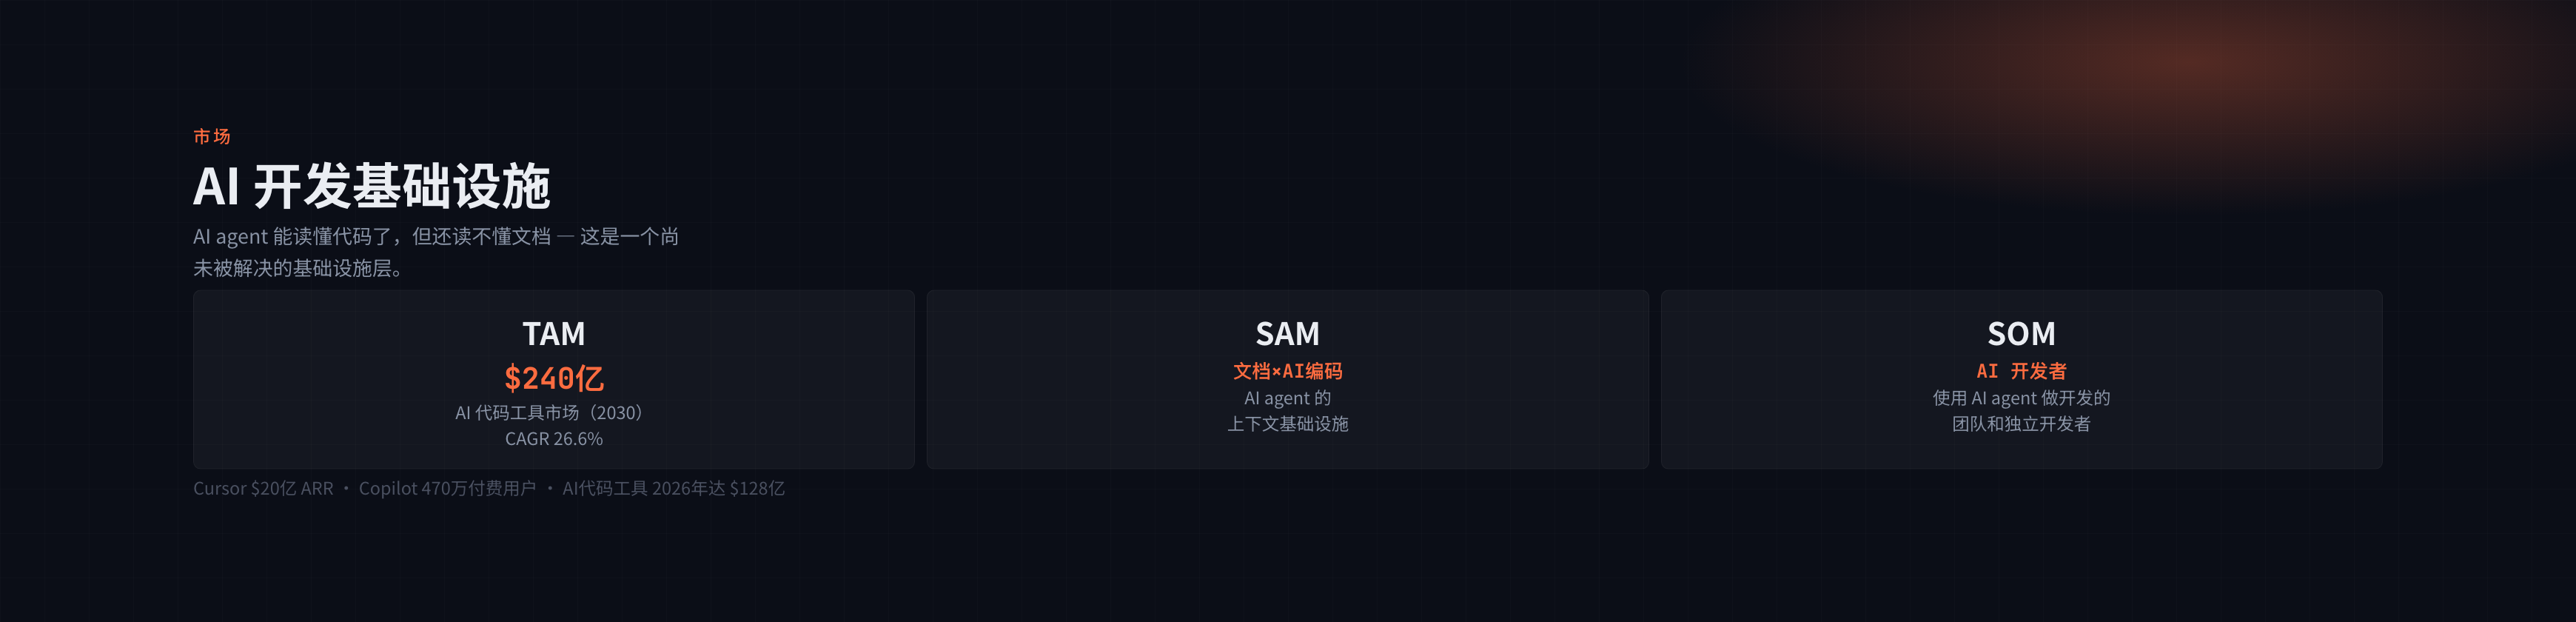 市场
AI 开发基础设施
AI agent 能读懂代码了，但还读不懂文档 — 这是一个尚
未被解决的基础设施层。
TAM
$240亿
AI 代码工具市场（2030）
CAGR 26.6%
SAM
文档×AI编码
AI agent 的
上下文基础设施
SOM
AI 开发者
使用 AI agent 做开发的
团队和独立开发者
Cursor $20亿 ARR · Copilot 470万付费用户 · AI代码工具 2026年达 $128亿